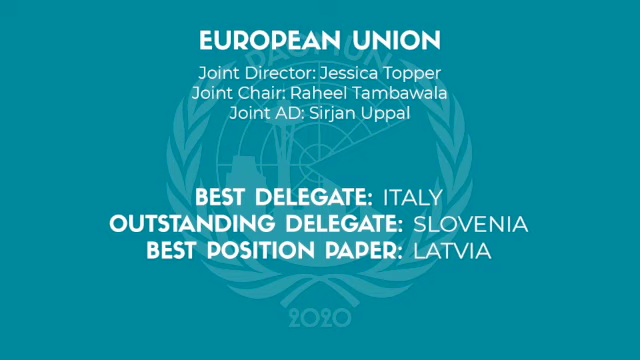 PACMUN
EUROPEAN UNION
Joint Director: Jessica Topper
Joint Chair: Raheel Tambawala
Joint AD: Sirjan Uppal
BEST DELEGATE: ITALY
OUTSTANDING DELEGATE: SLOVENIA
BEST POSITION PAPER: LATVIA
2020